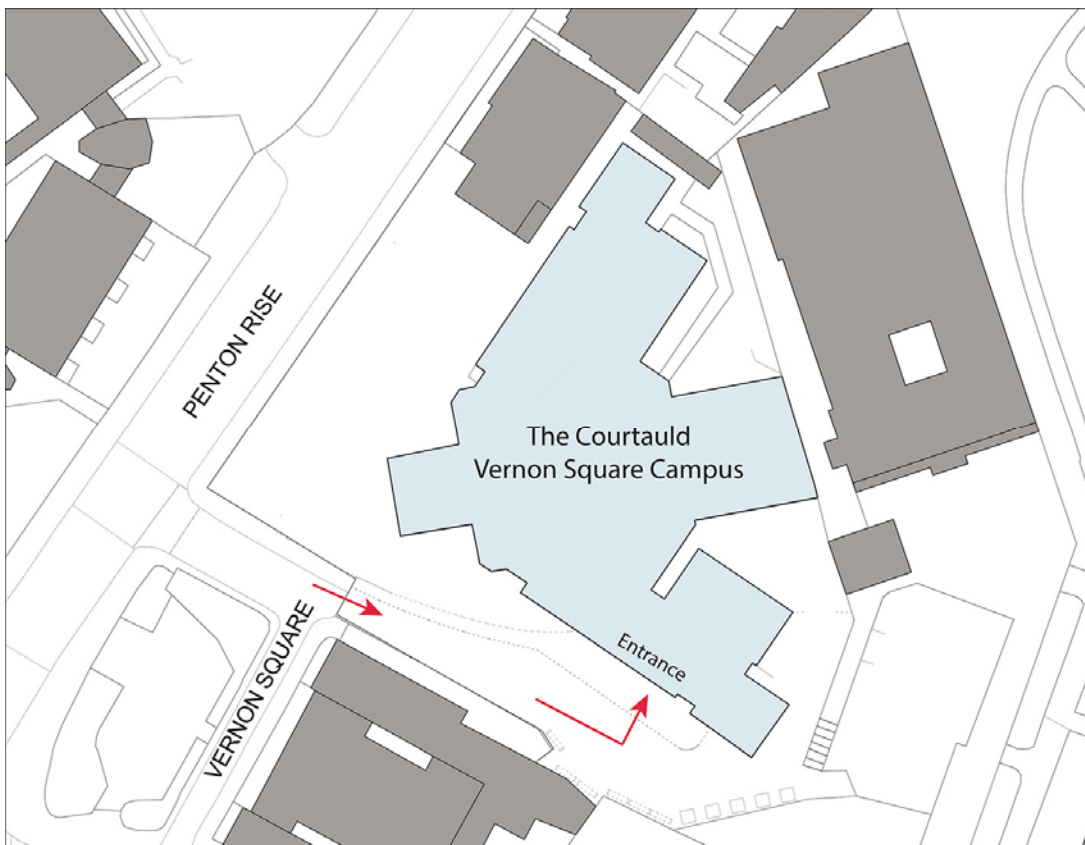 PENTON RISE
The Courtauld
Vernon Square Campus
Entrance
VERNON SQUARE